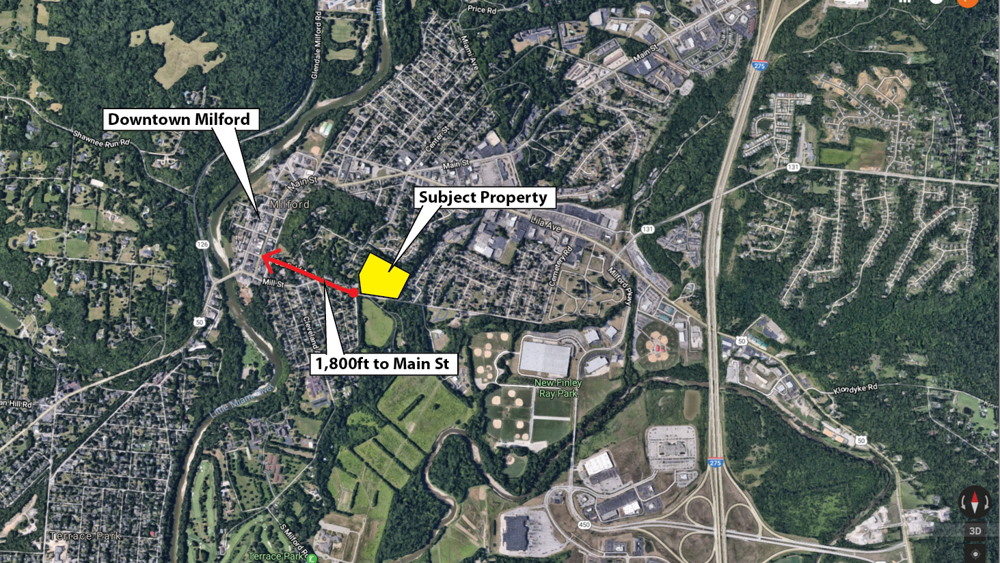 Price Rd
Glendale Milford Rd
Little
Miami Ave
Main St
275
Downtown Milford
Shawnee Run Rd
Center St
Main St
131
Main St
Subject Property
Milford
Lila Ave
131
126
Cemetery Rd
Milford Pkwy
Mill St
50
Cleveland
50
1,800ft to Main St
New Finley
Ray Park
Klondyke Rd
Little Miami River
an Hill Rd
50
275
S Milford Rd
450
3D
Terrace Park
Terrace Park